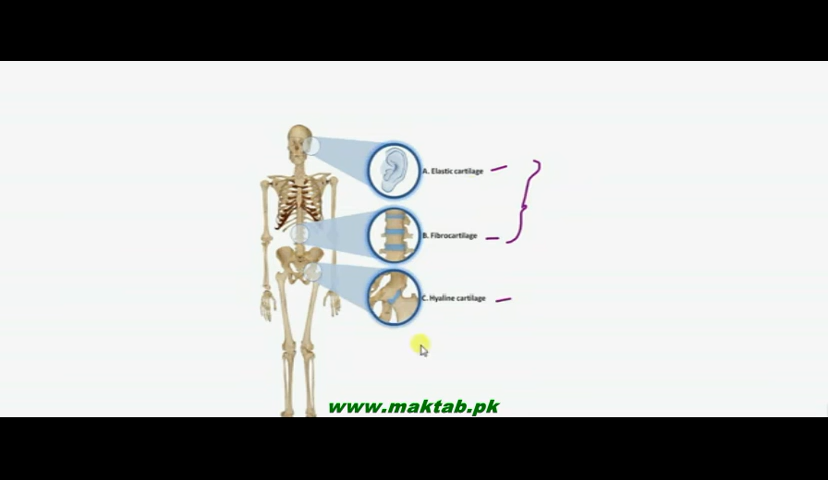 A. Elastic cartilage
B. Fibrocartilage
C. Hyaline cartilage
www.maktab.pk